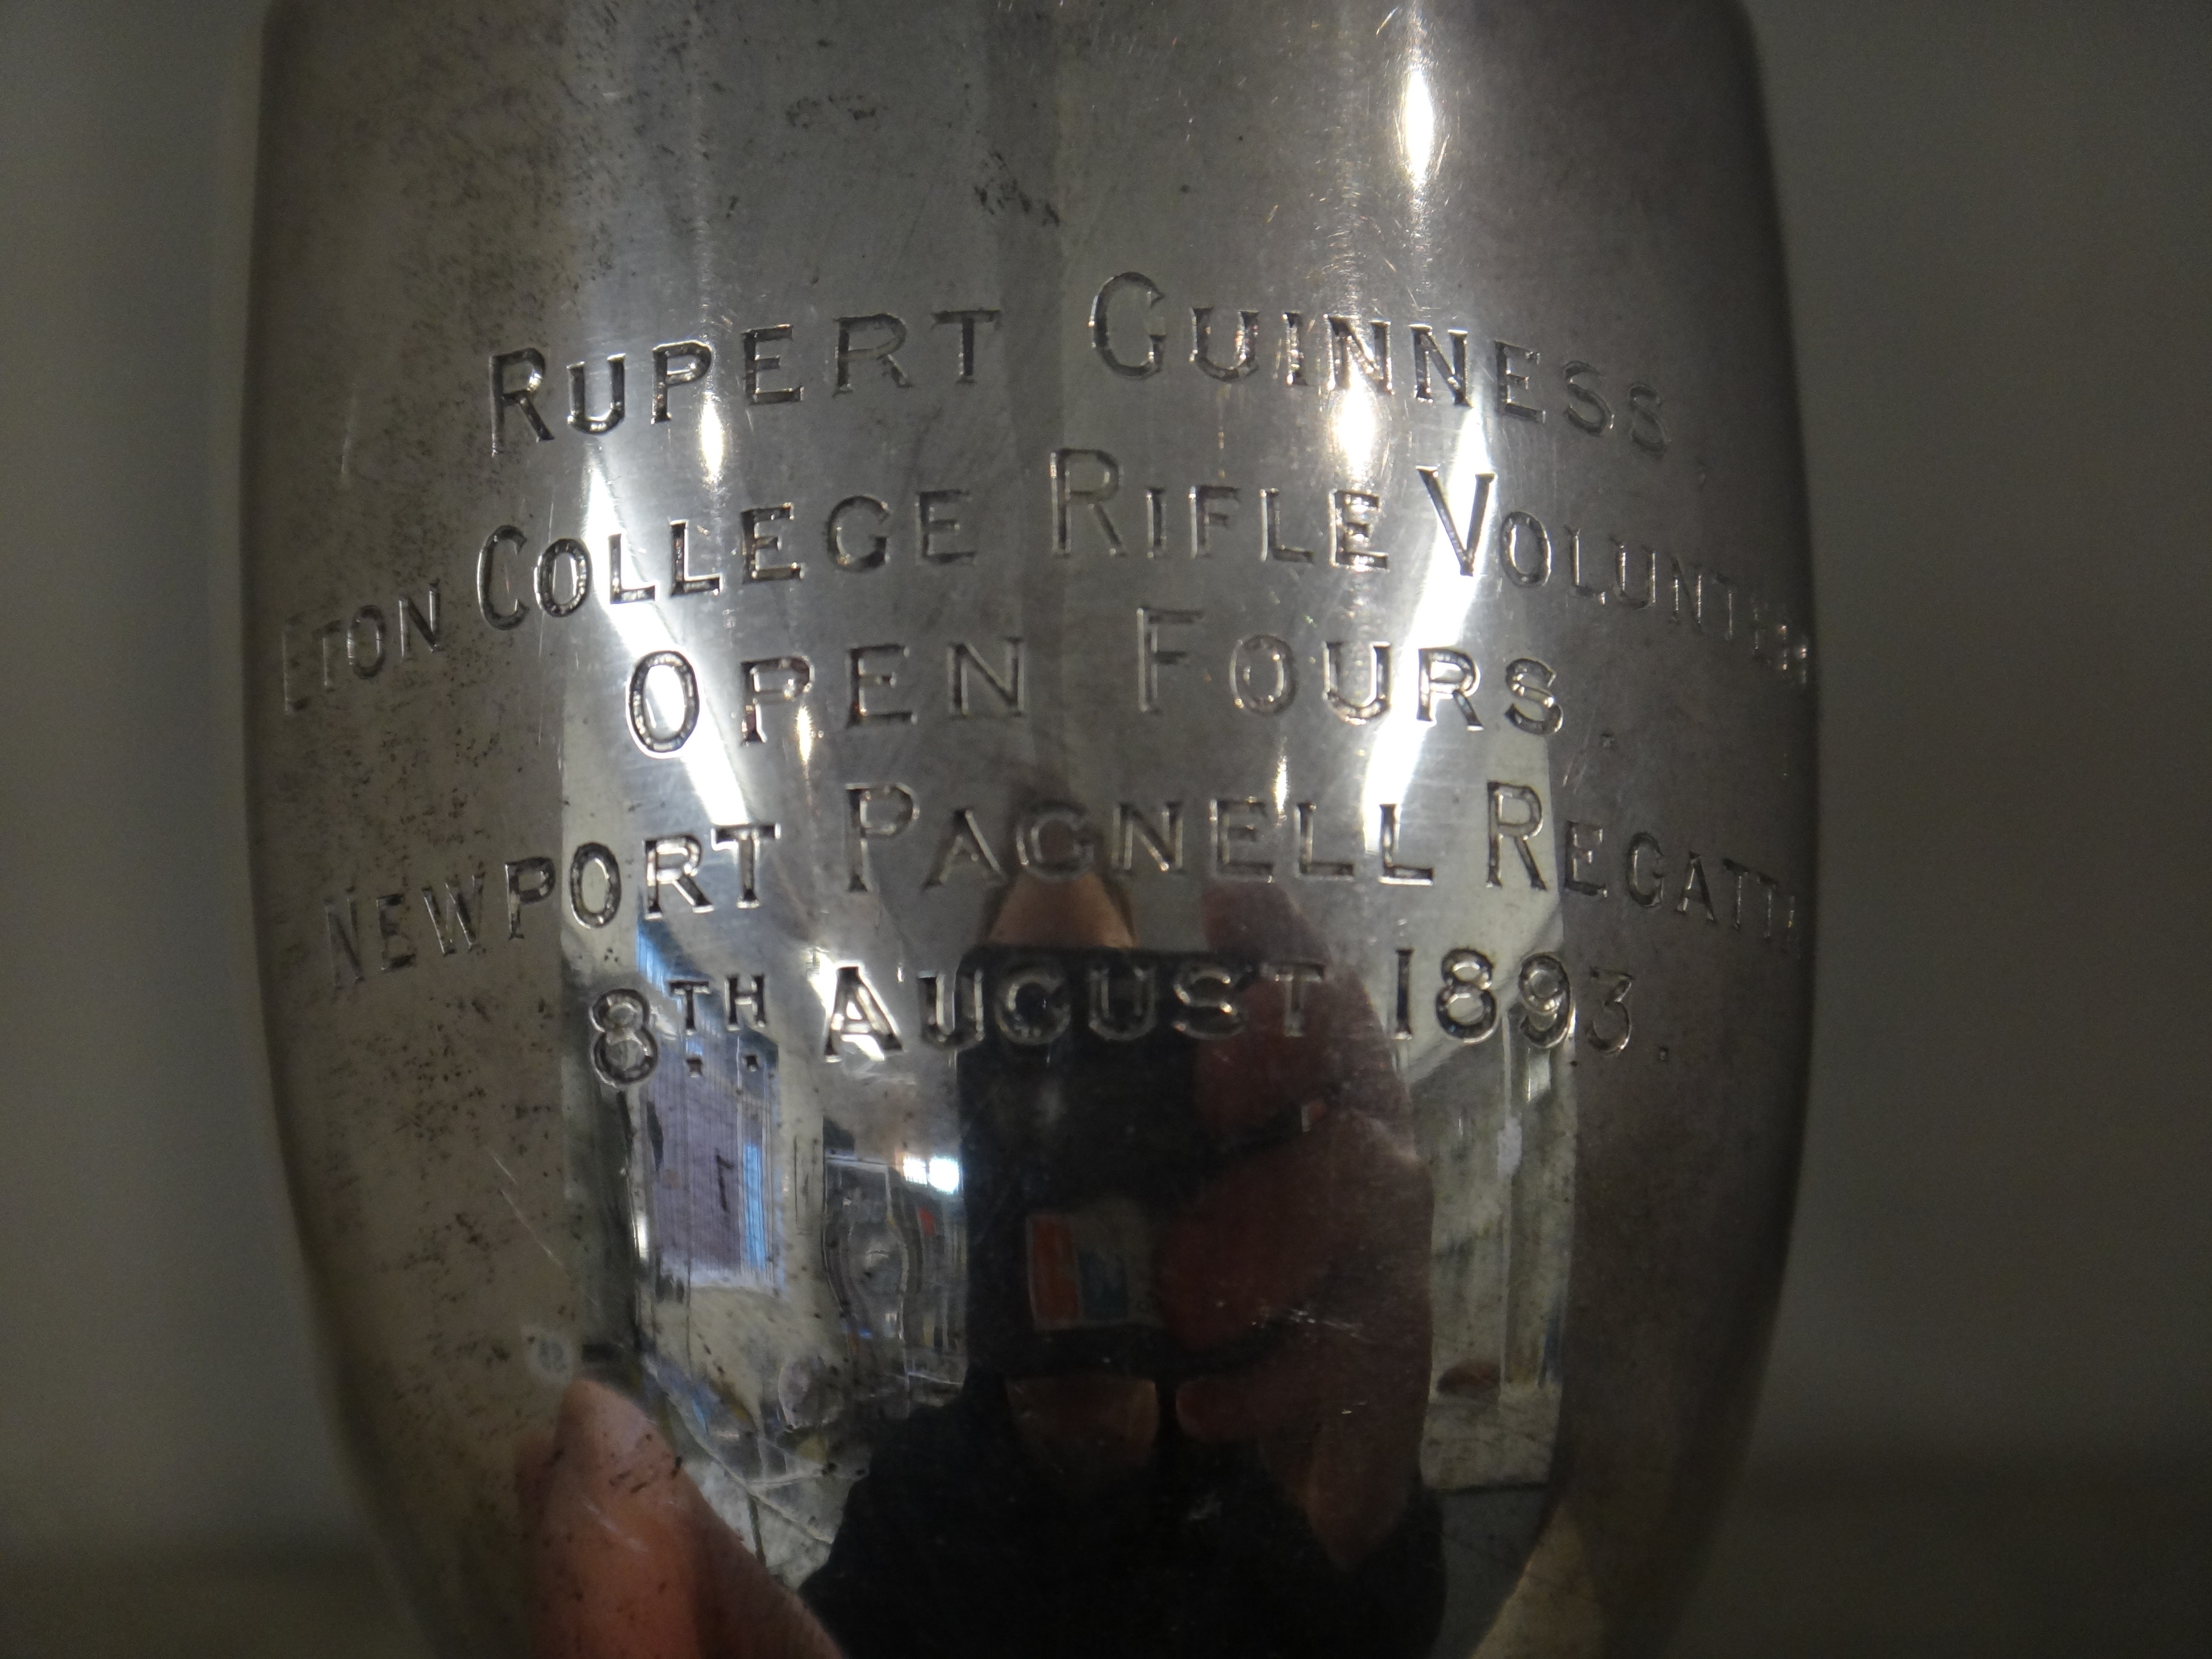 RUPERT GUINNESS,
ETON COLLEGE RIFLE VOLUNTEER
OPEN FOURS.
NEWPORT PAGNELL REGATTA
8TH. AUGUST 1893.